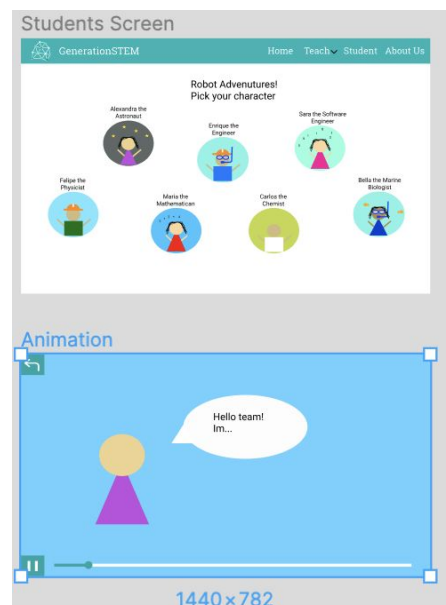 Students Screen
GenerationSTEM
Home Teach Student About Us
Robot Advenutures!
Pick your character
Alexandra the
Astronaut
Enrique the
Engineer
Sara the Software
Engineer
Felipe the
Physicist
Maria the
Mathematican
Carlos the
Chemist
Bella the Marine
Biologist
Animation
Hello team!
Im...
1440×782